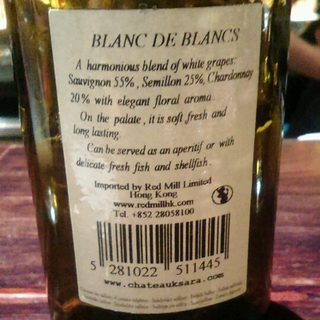 BLANC DE BLANCS
A harmonious blend of white grapes:
Sauvignon 55% , Semillon 25%, Chardonnay
20% with elegant floral aroma.
On the palate , it is soft fresh and
long lasting.
Can be served as an aperitif or with
delicate fresh fish and shellfish.
Imported by Red Mill Limited
Hong Kong
www.redmillhk.com
Tel. +852 28058100
5 281022 511445
www.chateauksara.com